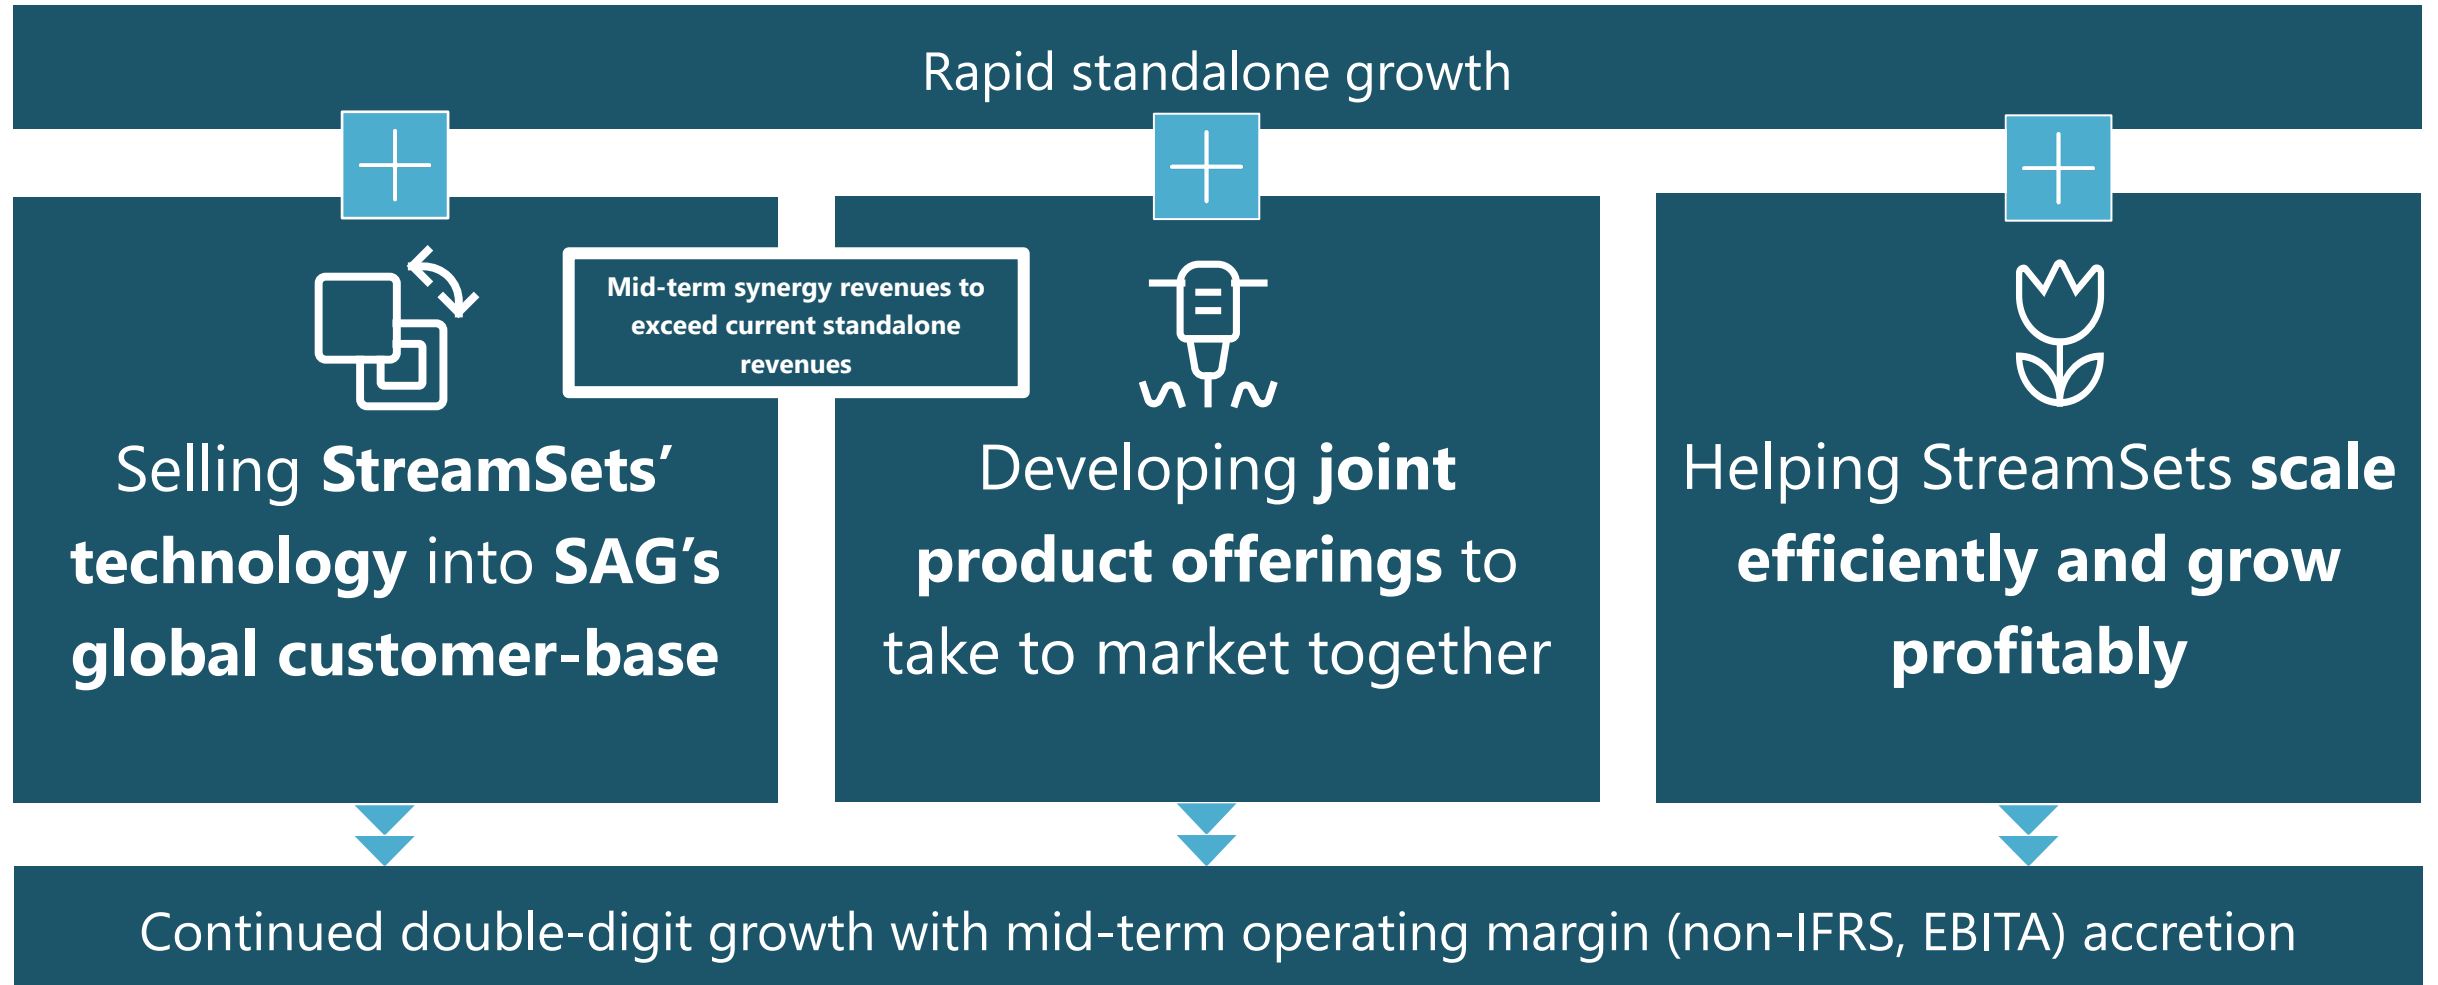 Rapid standalone growth
Mid-term synergy revenues to
exceed current standalone
revenues
Selling StreamSets’
technology into SAG’s
global customer-base
Developing joint
product offerings to
take to market together
Helping StreamSets scale
efficiently and grow
profitably
Continued double-digit growth with mid-term operating margin (non-IFRS, EBITA) accretion